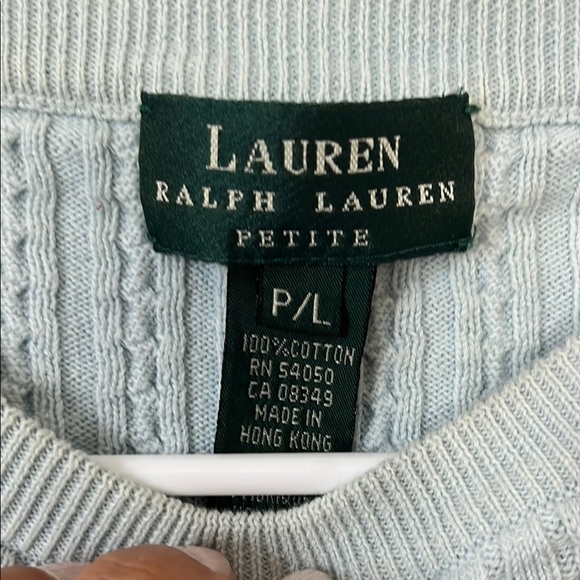 LAUREN
RALPH LAUREN
PETITE
P/L
100%COTTON
RN 54050
CA 08349
MADE IN
HONG KONG